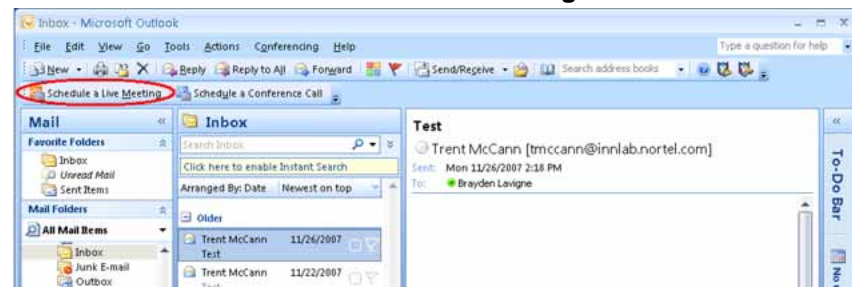 Inbox - Microsoft Outlook
File Edit View Go Tools Actions Conferencing Help
Type a question for help
New Reply Reply to All Forward Send/Receive Search address books
Schedule a Live Meeting Schedule a Conference Call
Mail
Favorite Folders
Inbox
Unread Mail
Sent Items
Mail Folders
All Mail Items
Inbox
Junk E-mail
Outbox
Inbox
Search Inbox
Click here to enable Instant Search
Arranged By: Date Newest on top
Older
Trent McCann 11/26/2007
Test
Trent McCann 11/22/2007
Test
Trent McCann [tmccann@innlab.nortel.com]
Sent: Mon 11/26/2007 2:18 PM
To: Brayden Lavigne
To-Do Bar